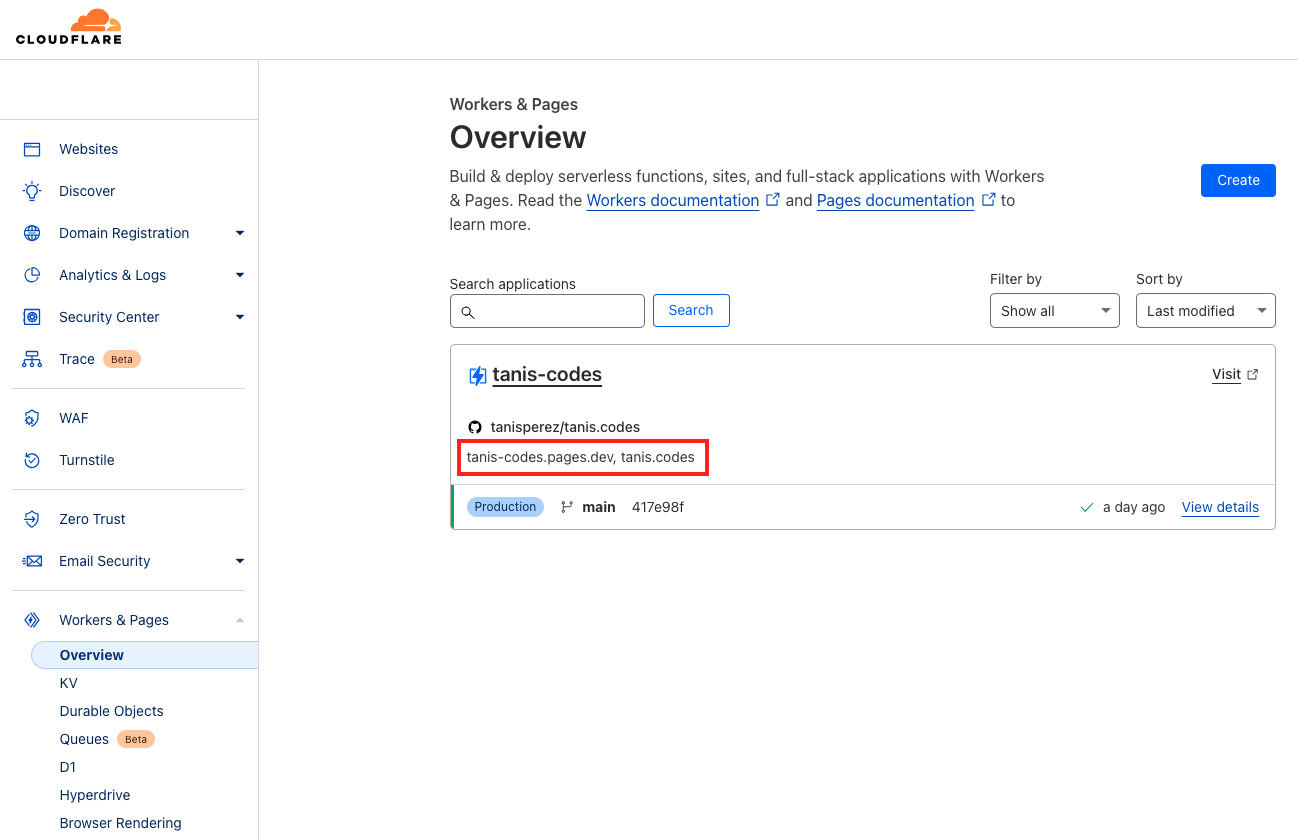 CLOUDFLARE
Websites
Discover
Domain Registration
Analytics & Logs
Security Center
Trace Beta
WAF
Turnstile
Zero Trust
Email Security
Workers & Pages
Overview
KV
Durable Objects
Queues Beta
D1
Hyperdrive
Browser Rendering
Workers & Pages
Overview
Build & deploy serverless functions, sites, and full-stack applications with Workers
& Pages. Read the Workers documentation and Pages documentation to
learn more.
Create
Search applications
Search
Filter by
Show all
Sort by
Last modified
tanis-codes
Visit
tanisperez/tanis.codes
tanis-codes.pages.dev, tanis.codes
Production main 417e98f
a day ago View details